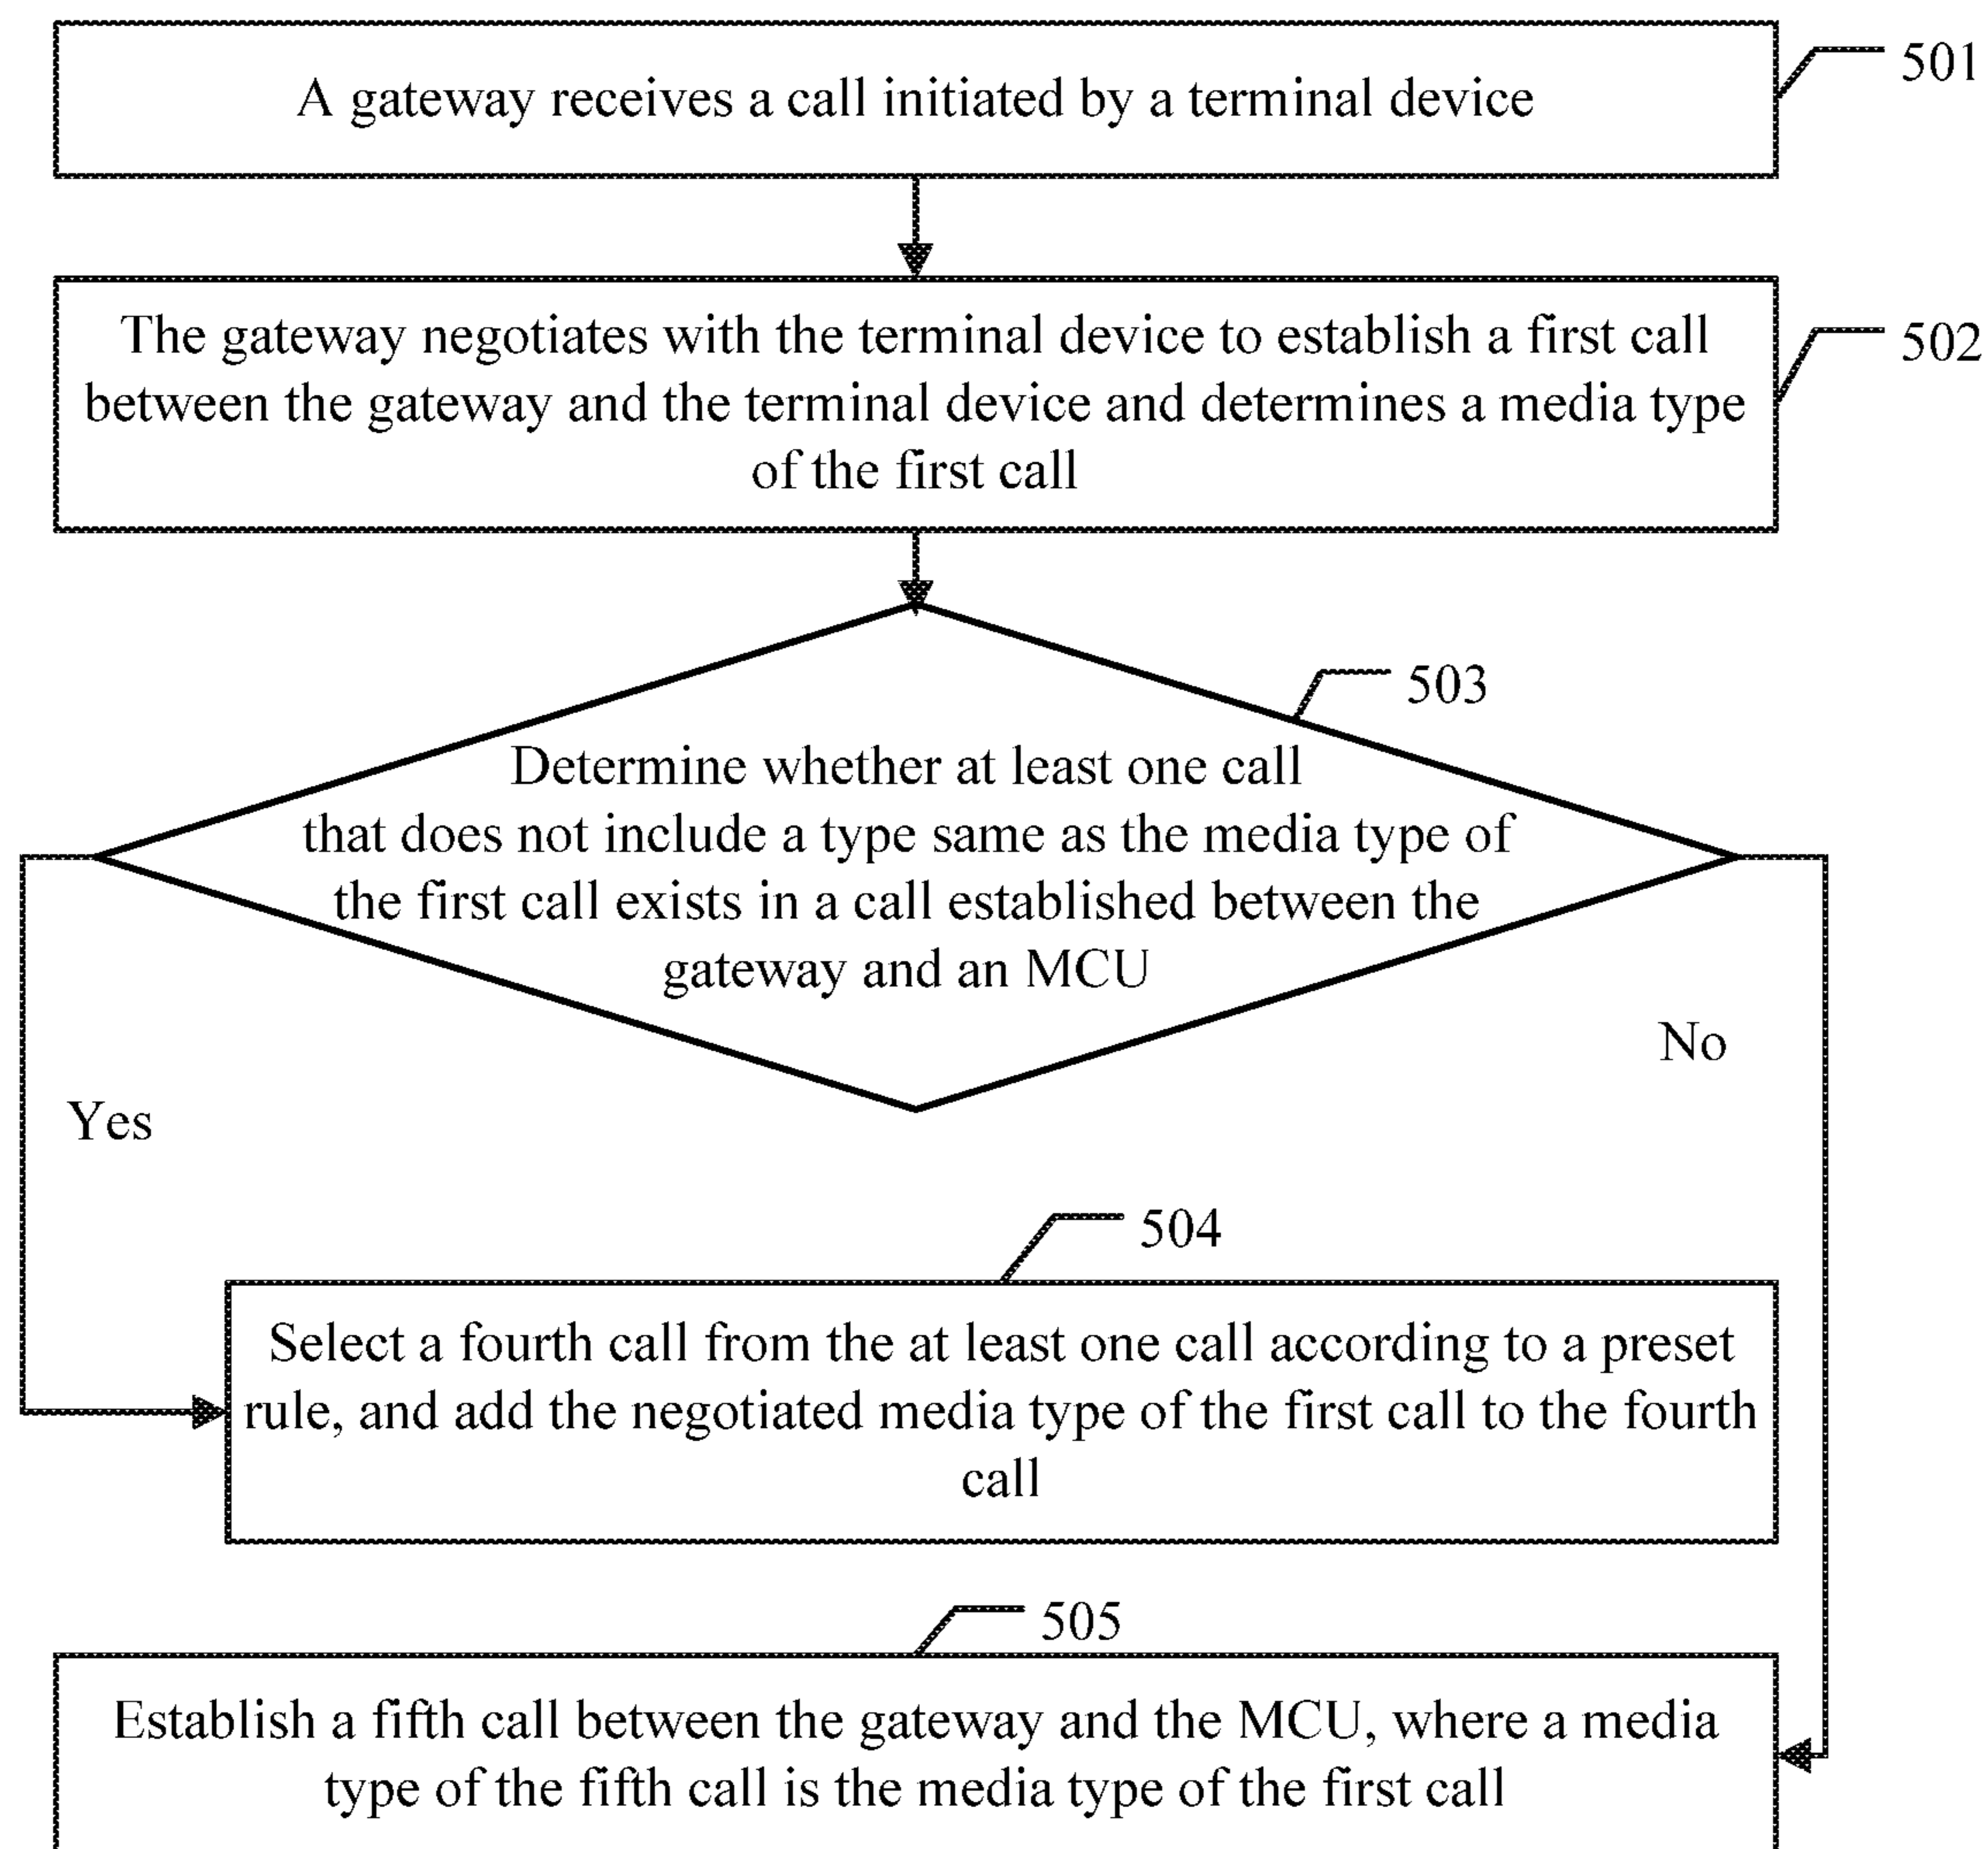 A gateway receives a call initiated by a terminal device
501
The gateway negotiates with the terminal device to establish a first call
between the gateway and the terminal device and determines a media type
of the first call
502
503
Determine whether at least one call
that does not include a type same as the media type of
the first call exists in a call established between the
gateway and an MCU
No
Yes
504
Select a fourth call from the at least one call according to a preset
rule, and add the negotiated media type of the first call to the fourth
call
505
Establish a fifth call between the gateway and the MCU, where a media
type of the fifth call is the media type of the first call